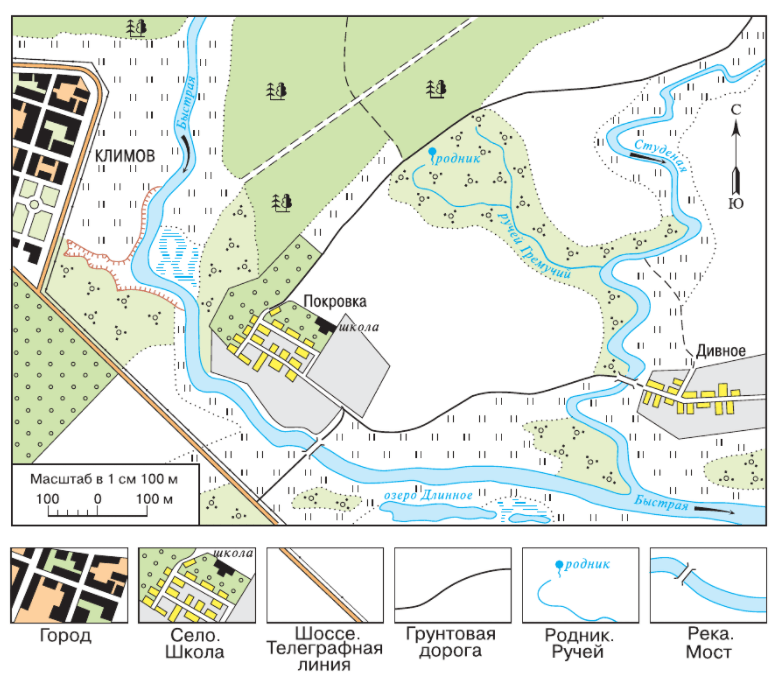 Быстрая
КЛИМОВ
родник
Студеная
С
Ю
ручей Гремучий
Покровка
школа
Дивное
Масштаб в 1 см 100 м
100 0 100 м
озеро Длинное
Быстрая
школа
родник
Город
Село.
Школа
Шоссе.
Телеграфная
линия
Грунтовая
дорога
Родник.
Ручей
Река.
Мост